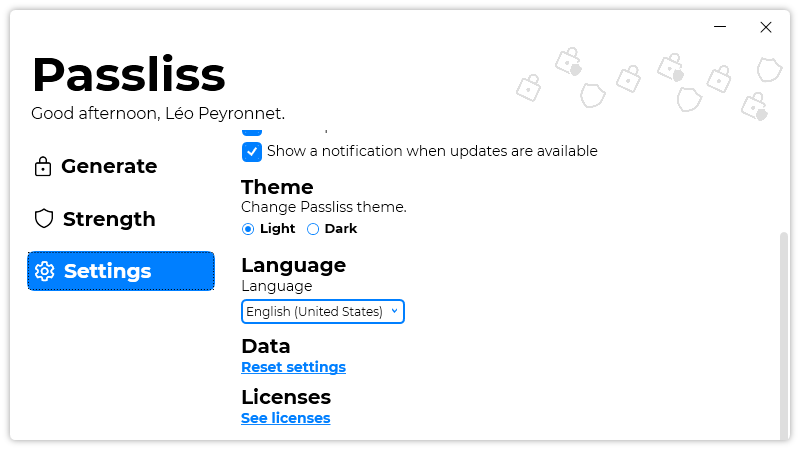 Passliss
Good afternoon, Léo Peyronnet.
Generate
Strength
Settings
Show a notification when updates are available
Theme
Change Passliss theme.
Light Dark
Language
Language
English (United States)
Data
Reset settings
Licenses
See licenses